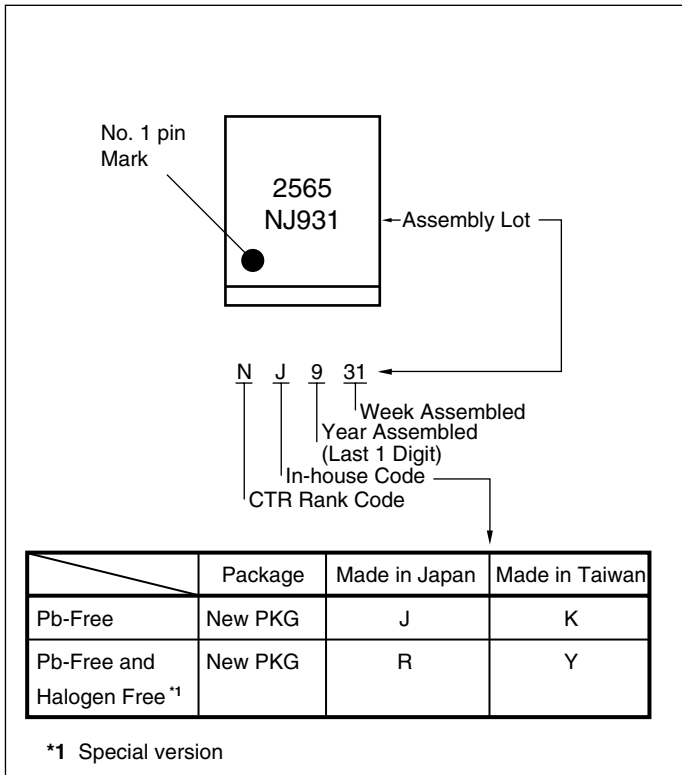 No. 1 pin
Mark
2565
NJ931
Assembly Lot
N J 9 31
Week Assembled
Year Assembled
(Last 1 Digit)
In-house Code
CTR Rank Code
Package Made in Japan Made in Taiwan
Pb-Free New PKG J K
Pb-Free and New PKG R Y
Halogen Free *1
*1 Special version